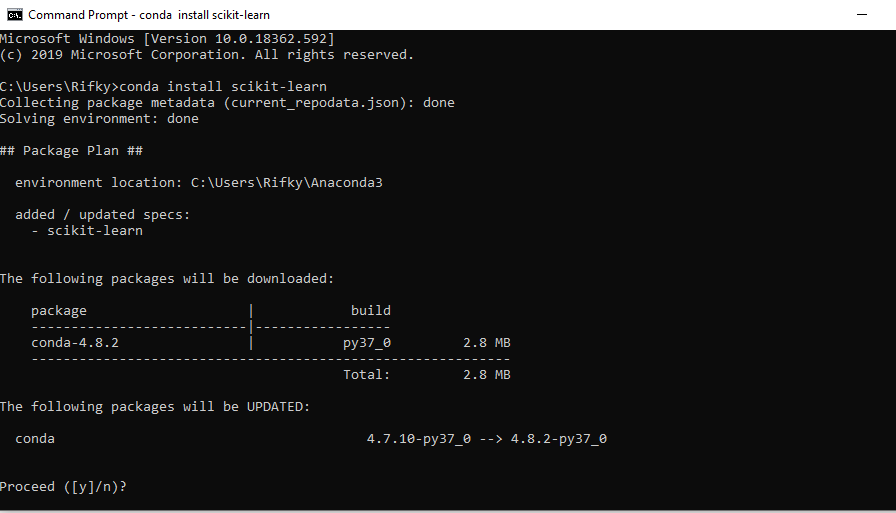 Command Prompt - conda  install scikit-learn
Microsoft Windows [Version 10.0.18362.592]
(c) 2019 Microsoft Corporation. All rights reserved.
C:\Users\Rifky>conda install scikit-learn
Collecting package metadata (current_repodata.json): done
Solving environment: done
## Package Plan ##
  environment location: C:\Users\Rifky\Anaconda3
  added / updated specs:
    - scikit-learn
The following packages will be downloaded:
    package                    |            build
    ---------------------------|-----------------
    conda-4.8.2                |           py37_0         2.8 MB
    ------------------------------------------------------------
                                           Total:         2.8 MB
The following packages will be UPDATED:
  conda                                       4.7.10-py37_0 --> 4.8.2-py37_0
Proceed ([y]/n)?